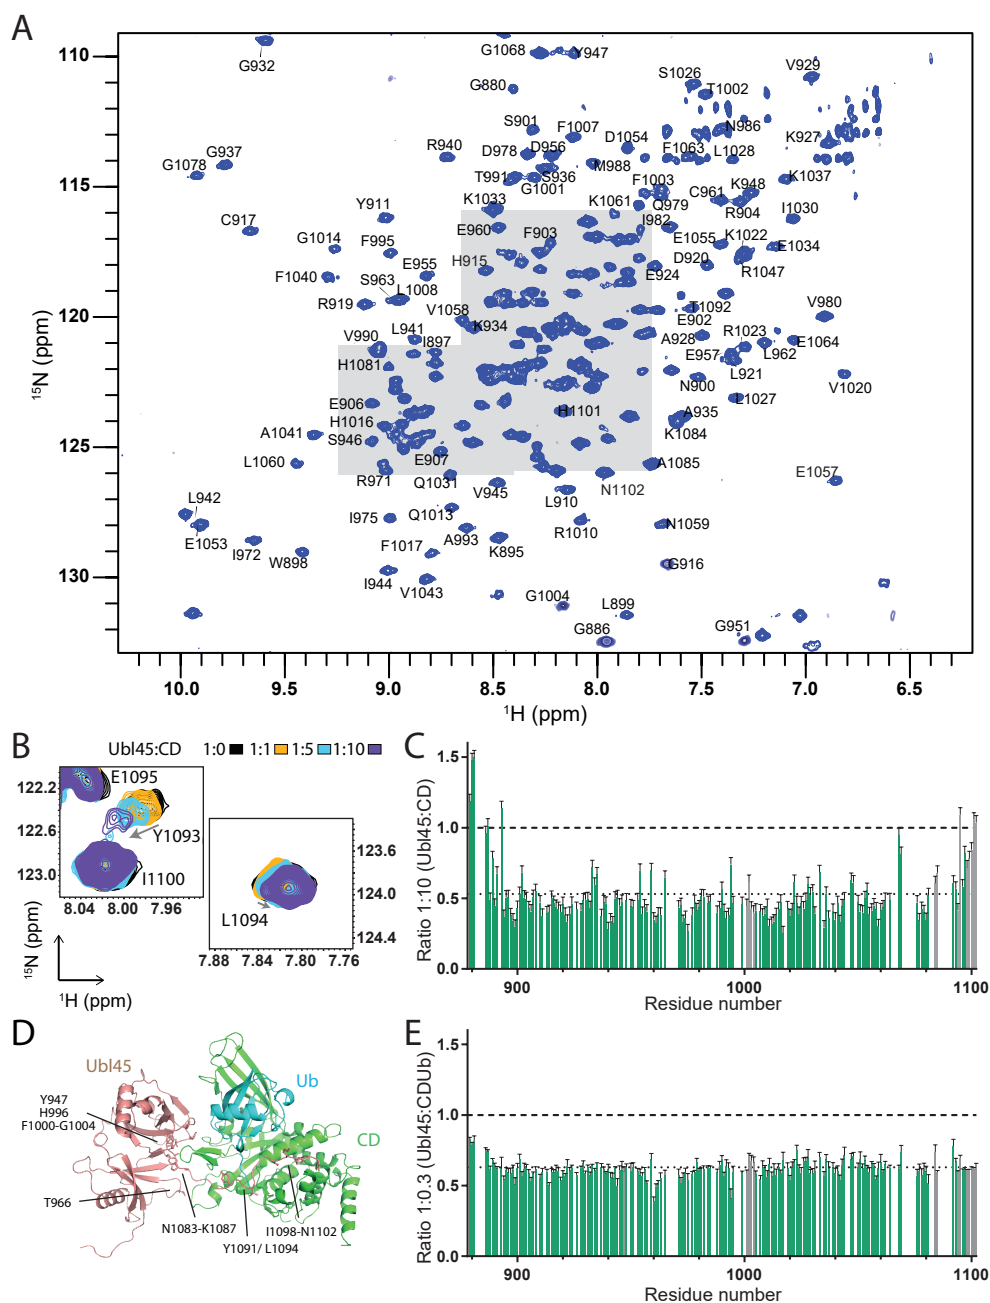 A
G1068
Y947
G932
G880
S1026
V929
T1002
S901
F1007
N986
K927
R940
D978
D956
D1054
F1063
L1028
G1078
G937
M988
T991
S936
G1001
F1003
K1037
Y911
K1033
K1061
Q979
C961
K948
R904
I1030
C917
E960
F903
I982
G1014
F995
E1055
K1022
E1034
H915
D920
F1040
S963
E955
E924
R1047
L1008
R919
V1058
T1092
V980
K934
E902
V990
L941
I897
A928
R1023
E1064
H1081
E957
L962
L921
N900
V1020
E906
H1101
L1027
H1016
A935
A1041
S946
K1084
L1060
E907
A1085
R971
Q1031
E1057
V945
L910
N1102
L942
I975
Q1013
R1010
N1059
E1053
A993
I972
F1017
K895
W898
G916
I944
V1043
G1004
L899
G886
G951
110
115
120
125
130
15N (ppm)
10.0 9.5 9.0 8.5 8.0 7.5 7.0 6.5
1H (ppm)
B
Ubl45:CD 1:0 1:1 1:5 1:10
E1095
Y1093
I1100
122.2
122.6
123.0
8.04 8.00 7.96
L1094
123.6
124.0
124.4
7.88 7.84 7.80 7.76
15N (ppm)
1H (ppm)
C
Ratio 1:10 (Ubl45:CD)
1.5
1.0
0.5
0.0
900 1000 1100
Residue number
D
Ubl45
Ub
CD
Y947
H996
F1000-G1004
T966
N1083-K1087
I1098-N1102
Y1091/ L1094
E
Ratio 1:0.3 (Ubl45:CDUb)
1.5
1.0
0.5
0.0
900 1000 1100
Residue number